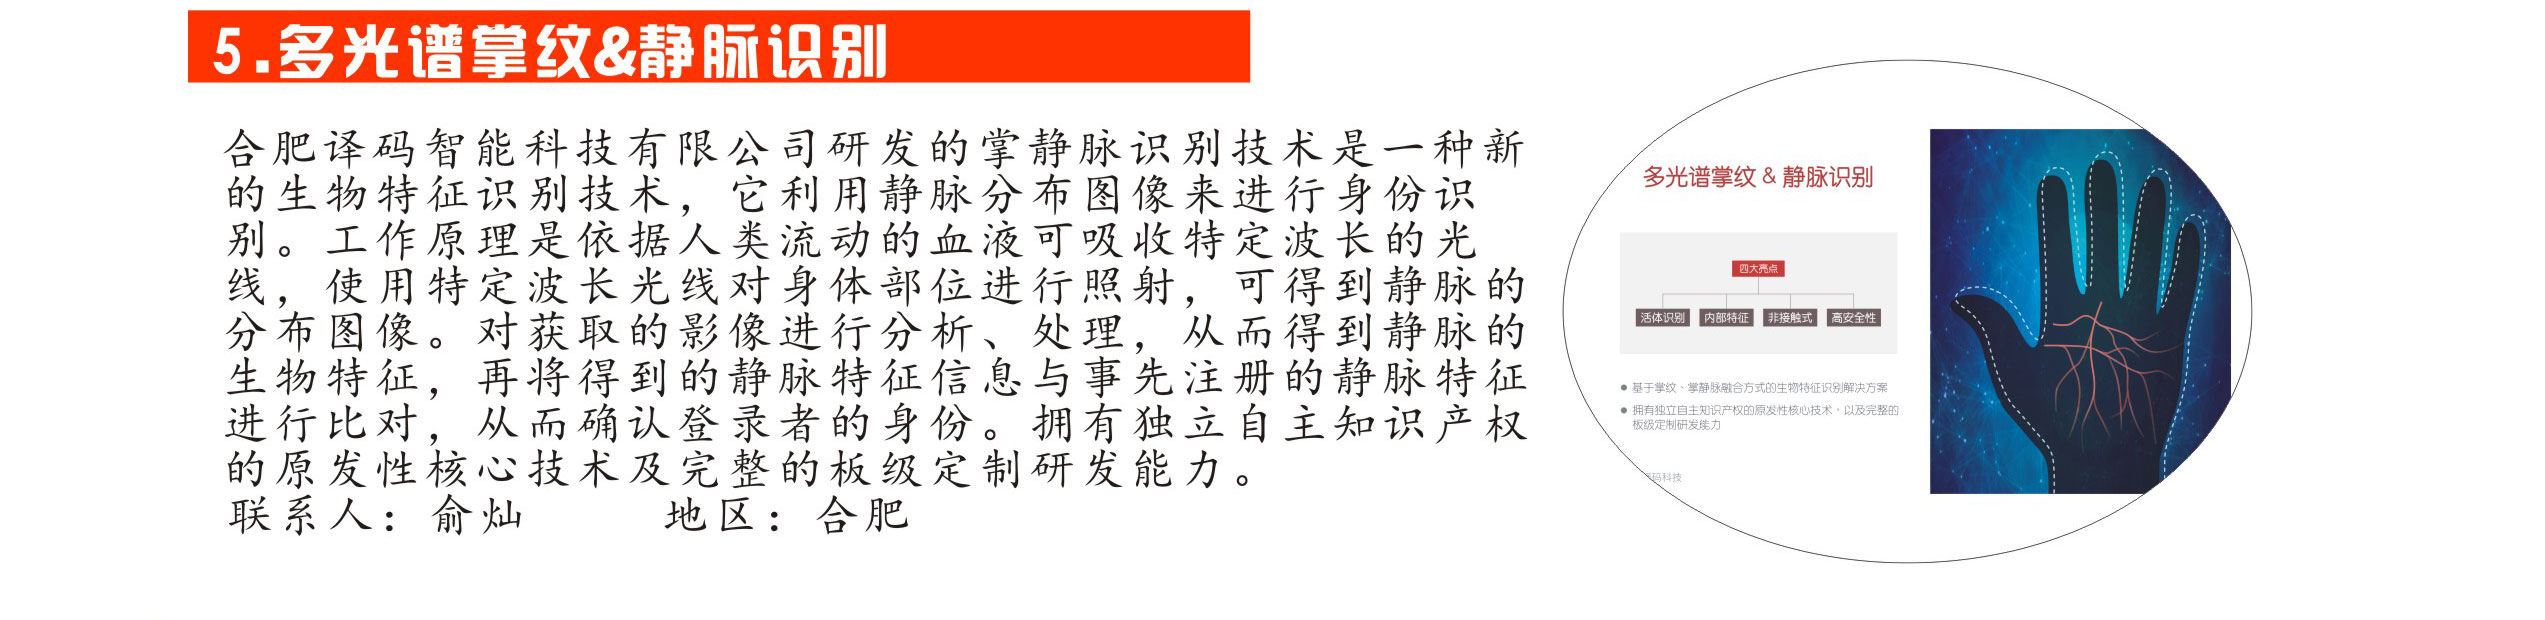 5.多光谱掌纹&静脉识别
合肥译码智能科技有限公司研发的掌静脉识别技术是一种新
的生物特征识别技术，它利用静脉分布图像来进行身份识
别。工作原理是依据人类流动的血液可吸收特定波长的光
线，使用特定波长光线对身体部位进行照射，可得到静脉的
分布图像。对获取的影像进行分析、处理，从而得到静脉的
生物特征，再将得到的静脉特征信息与事先注册的静脉特征
进行比对，从而确认登录者的身份。拥有独立自主知识产权
的原发性核心技术及完整的板级定制研发能力。
联系人：俞灿 地区：合肥
多光谱掌纹 & 静脉识别
四大亮点
活体识别 内部特征 非接触式 高安全性
● 基于掌纹、掌静脉融合方式的生物特征识别解决方案
● 拥有独立自主知识产权的原发性核心技术，以及完整的
板级定制研发能力
码科技